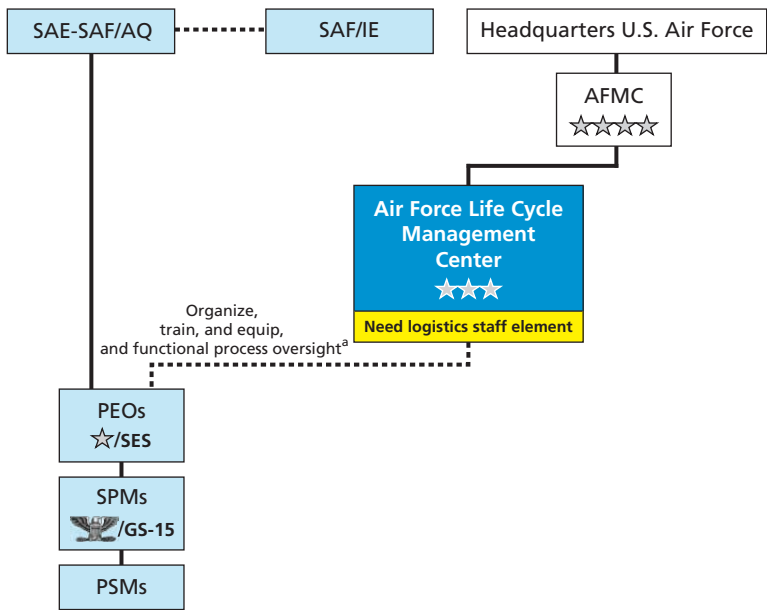 SAE-SAF/AQ
SAF/IE
Headquarters U.S. Air Force
AFMC
Air Force Life Cycle
Management
Center
Need logistics staff element
Organize,
train, and equip,
and functional process oversightᵃ
PEOs
/SES
SPMs
/GS-15
PSMs